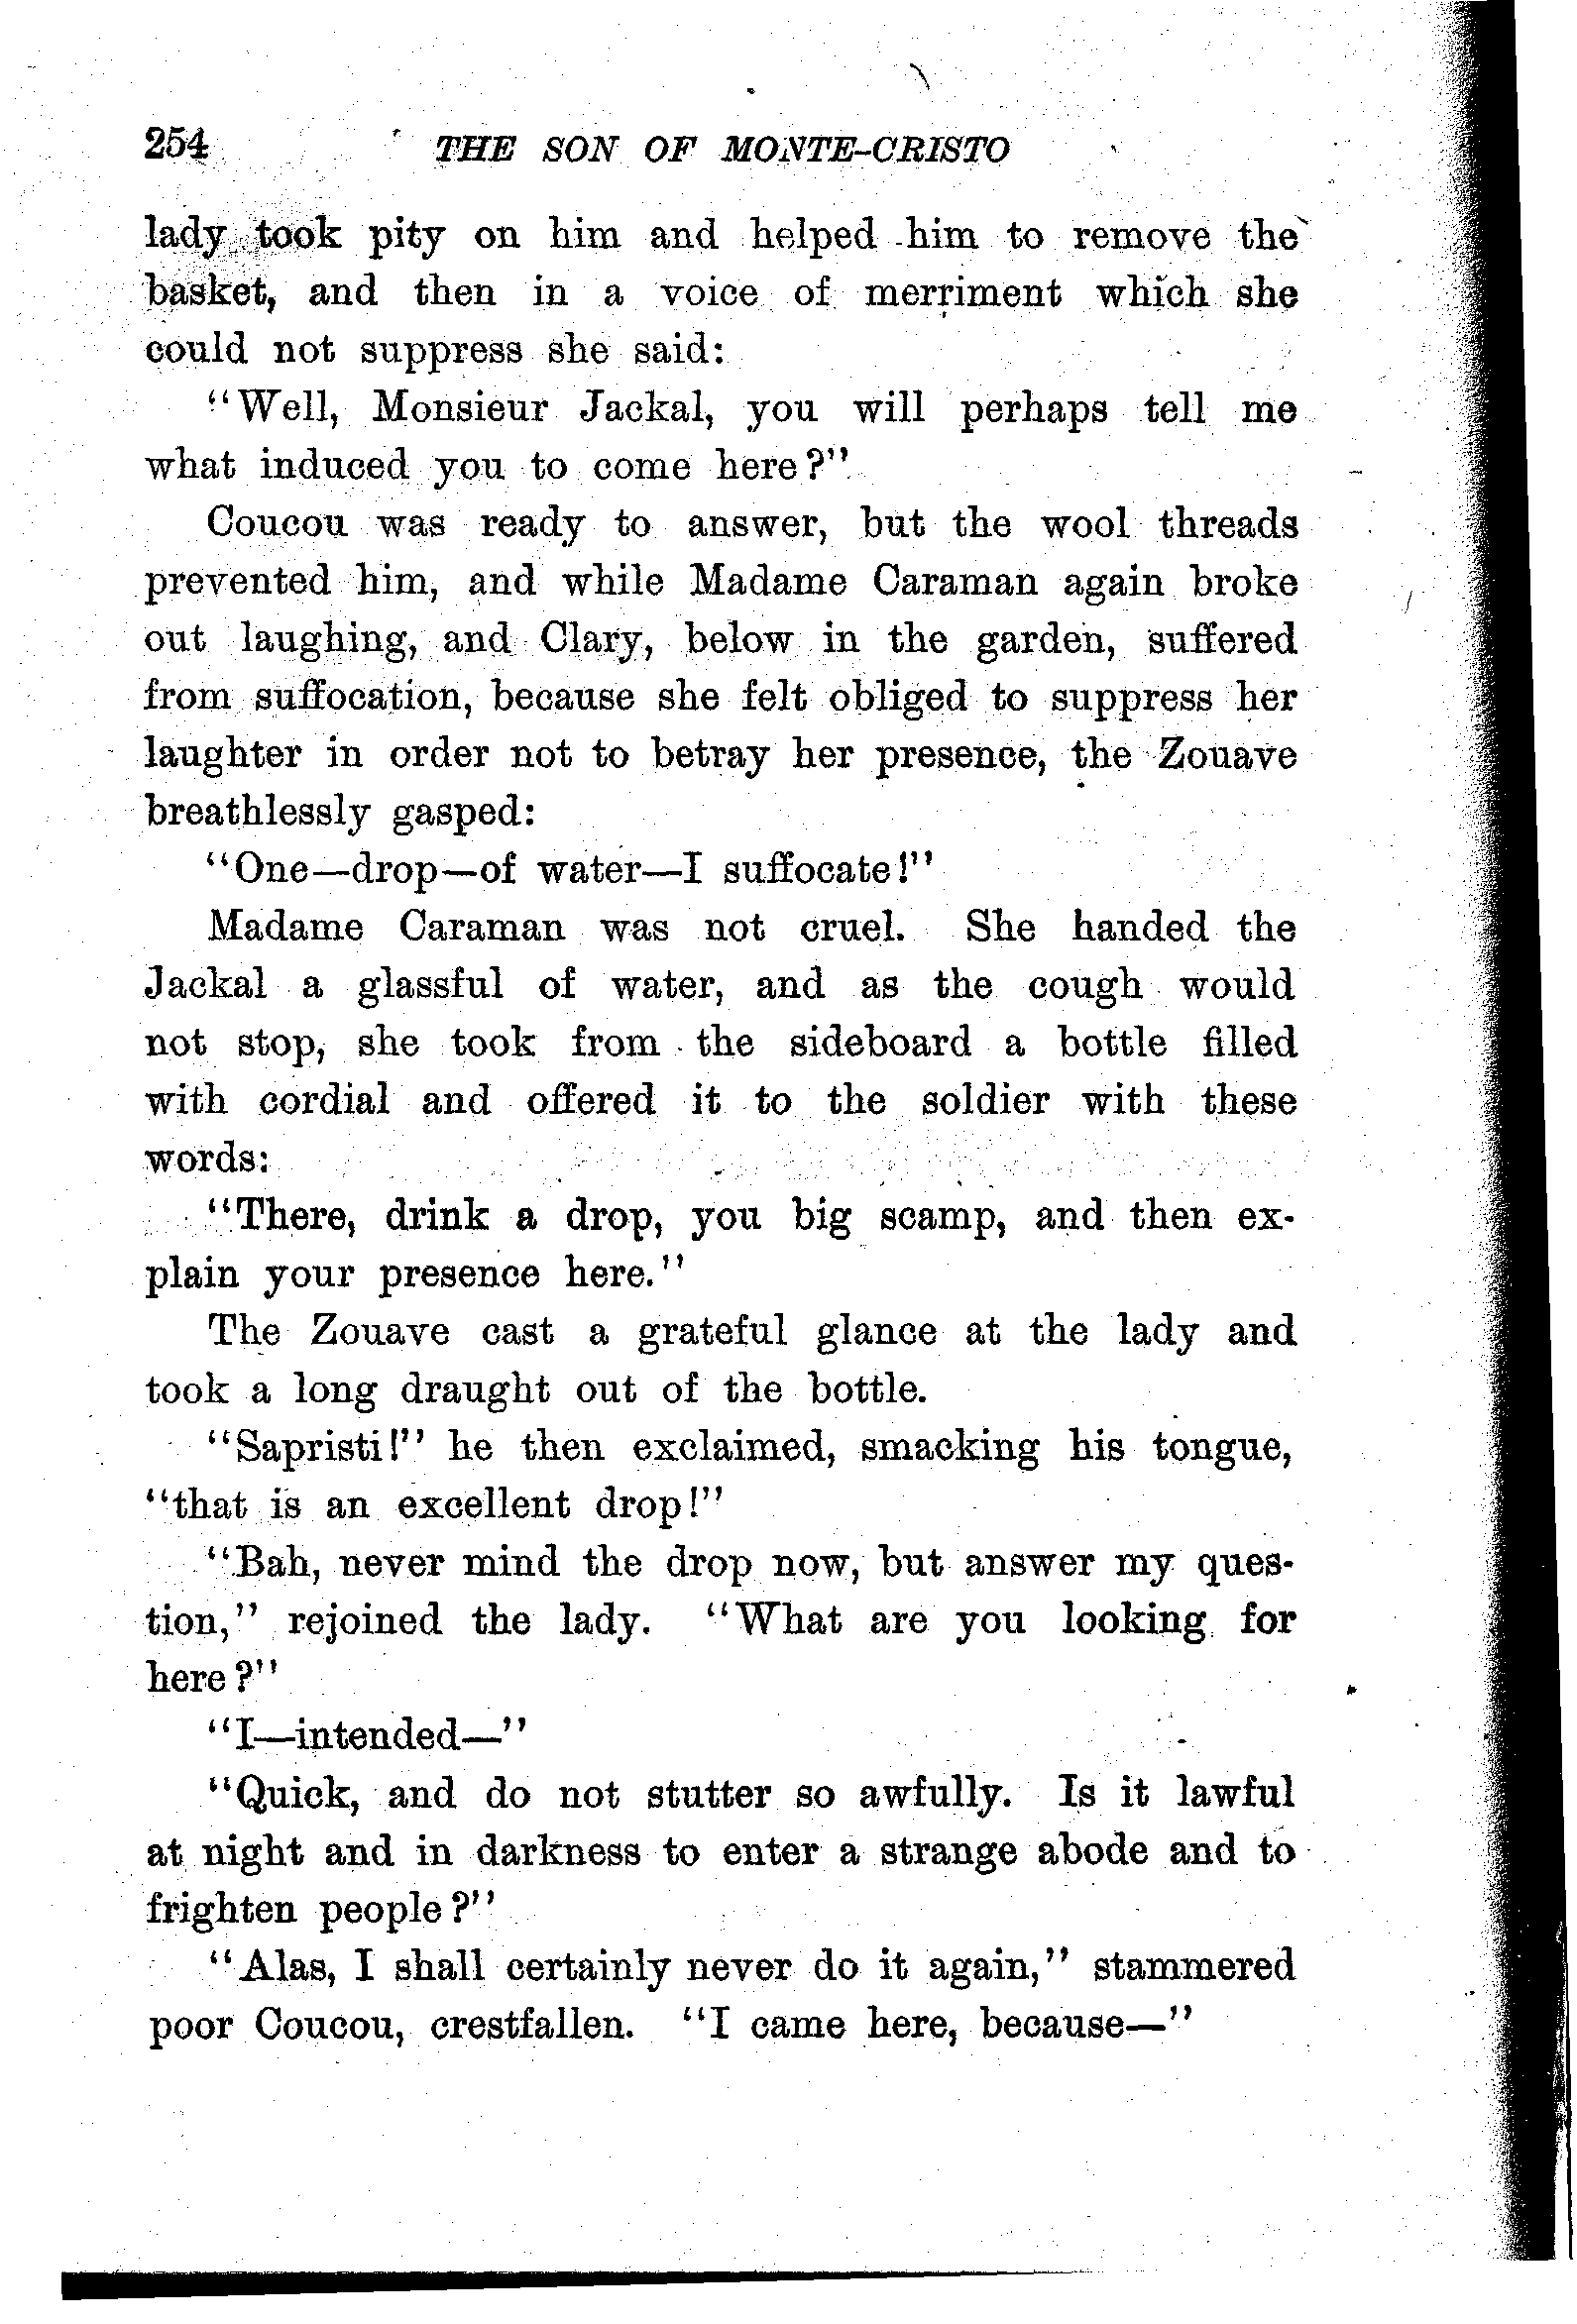 254 THE SON OF MONTE-CRISTO
lady took pity on him and helped him to remove the
basket, and then in a voice of merriment which she
could not suppress she said:
"Well, Monsieur Jackal, you will perhaps tell me
what induced you to come here?"
Coucou was ready to answer, but the wool threads
prevented him, and while Madame Caraman again broke
out laughing, and Clary, below in the garden, suffered
from suffocation, because she felt obliged to suppress her
laughter in order not to betray her presence, the Zouave
breathlessly gasped:
"One—drop—of water—I suffocate!"
Madame Caraman was not cruel. She handed the
Jackal a glassful of water, and as the cough would
not stop, she took from the sideboard a bottle filled
with cordial and offered it to the soldier with these
words:
"There, drink a drop, you big scamp, and then ex-
plain your presence here."
The Zouave cast a grateful glance at the lady and
took a long draught out of the bottle.
"Sapristi!" he then exclaimed, smacking his tongue,
"that is an excellent drop!"
"Bah, never mind the drop now, but answer my ques-
tion," rejoined the lady. "What are you looking for
here?"
"I—intended—"
"Quick, and do not stutter so awfully. Is it lawful
at night and in darkness to enter a strange abode and to
frighten people?"
"Alas, I shall certainly never do it again," stammered
poor Coucou, crestfallen. "I came here, because—"